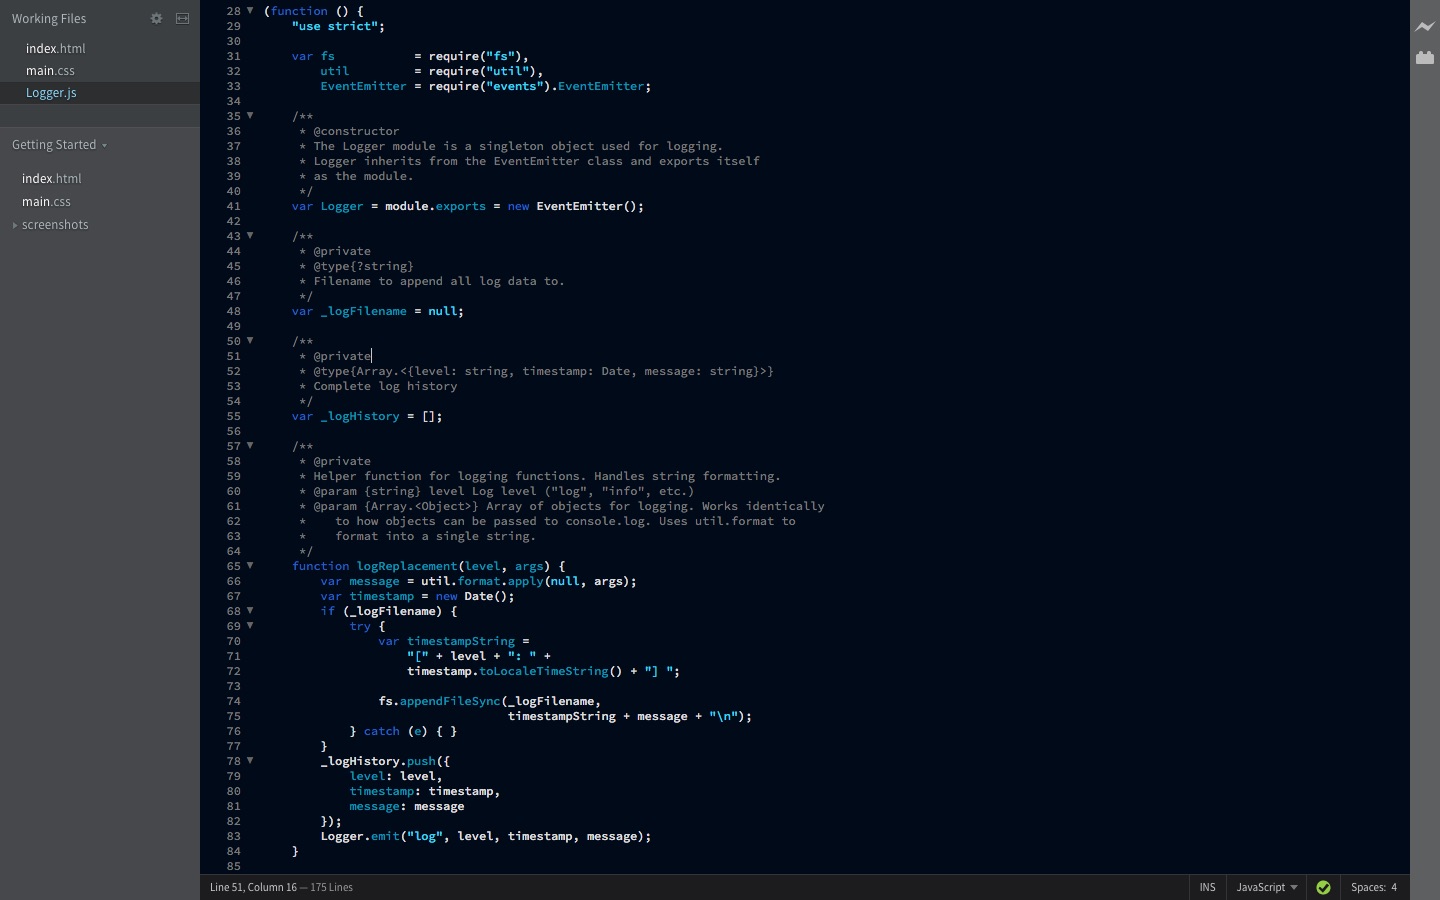 Working Files
index.html
main.css
Logger.js
Getting Started
index.html
main.css
screenshots
28 (function () {
29     "use strict";
30
31     var fs           = require("fs"),
32         util         = require("util"),
33         EventEmitter = require("events").EventEmitter;
34
35     /**
36      * @constructor
37      * The Logger module is a singleton object used for logging.
38      * Logger inherits from the EventEmitter class and exports itself
39      * as the module.
40      */
41     var Logger = module.exports = new EventEmitter();
42
43     /**
44      * @private
45      * @type{?string}
46      * Filename to append all log data to.
47      */
48     var _logFilename = null;
49
50     /**
51      * @private
52      * @type{Array.<{level: string, timestamp: Date, message: string}>}
53      * Complete log history
54      */
55     var _logHistory = [];
56
57     /**
58      * @private
59      * Helper function for logging functions. Handles string formatting.
60      * @param {string} level Log level ("log", "info", etc.)
61      * @param {Array.<Object>} Array of objects for logging. Works identically
62      *    to how objects can be passed to console.log. Uses util.format to
63      *    format into a single string.
64      */
65     function logReplacement(level, args) {
66         var message = util.format.apply(null, args);
67         var timestamp = new Date();
68         if (_logFilename) {
69             try {
70                 var timestampString =
71                     "[" + level + ": " +
72                     timestamp.toLocaleTimeString() + "] ";
73
74                 fs.appendFileSync(_logFilename,
75                                   timestampString + message + "\n");
76             } catch (e) { }
77         }
78         _logHistory.push({
79             level: level,
80             timestamp: timestamp,
81             message: message
82         });
83         Logger.emit("log", level, timestamp, message);
84     }
85
Line 51, Column 16 — 175 Lines
INS
JavaScript
Spaces: 4